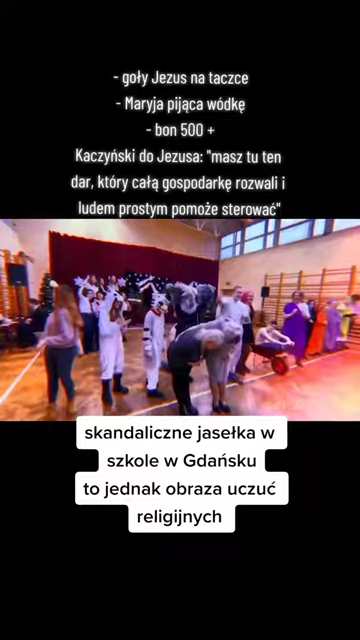 - goły Jezus na taczce
- Maryja pijąca wódkę
- bon 500 +
Kaczyński do Jezusa: "masz tu ten
dar, który całą gospodarkę rozwali i
ludem prostym pomoże sterować"
skandaliczne jasełka w
szkole w Gdańsku
to jednak obraza uczuć
religijnych